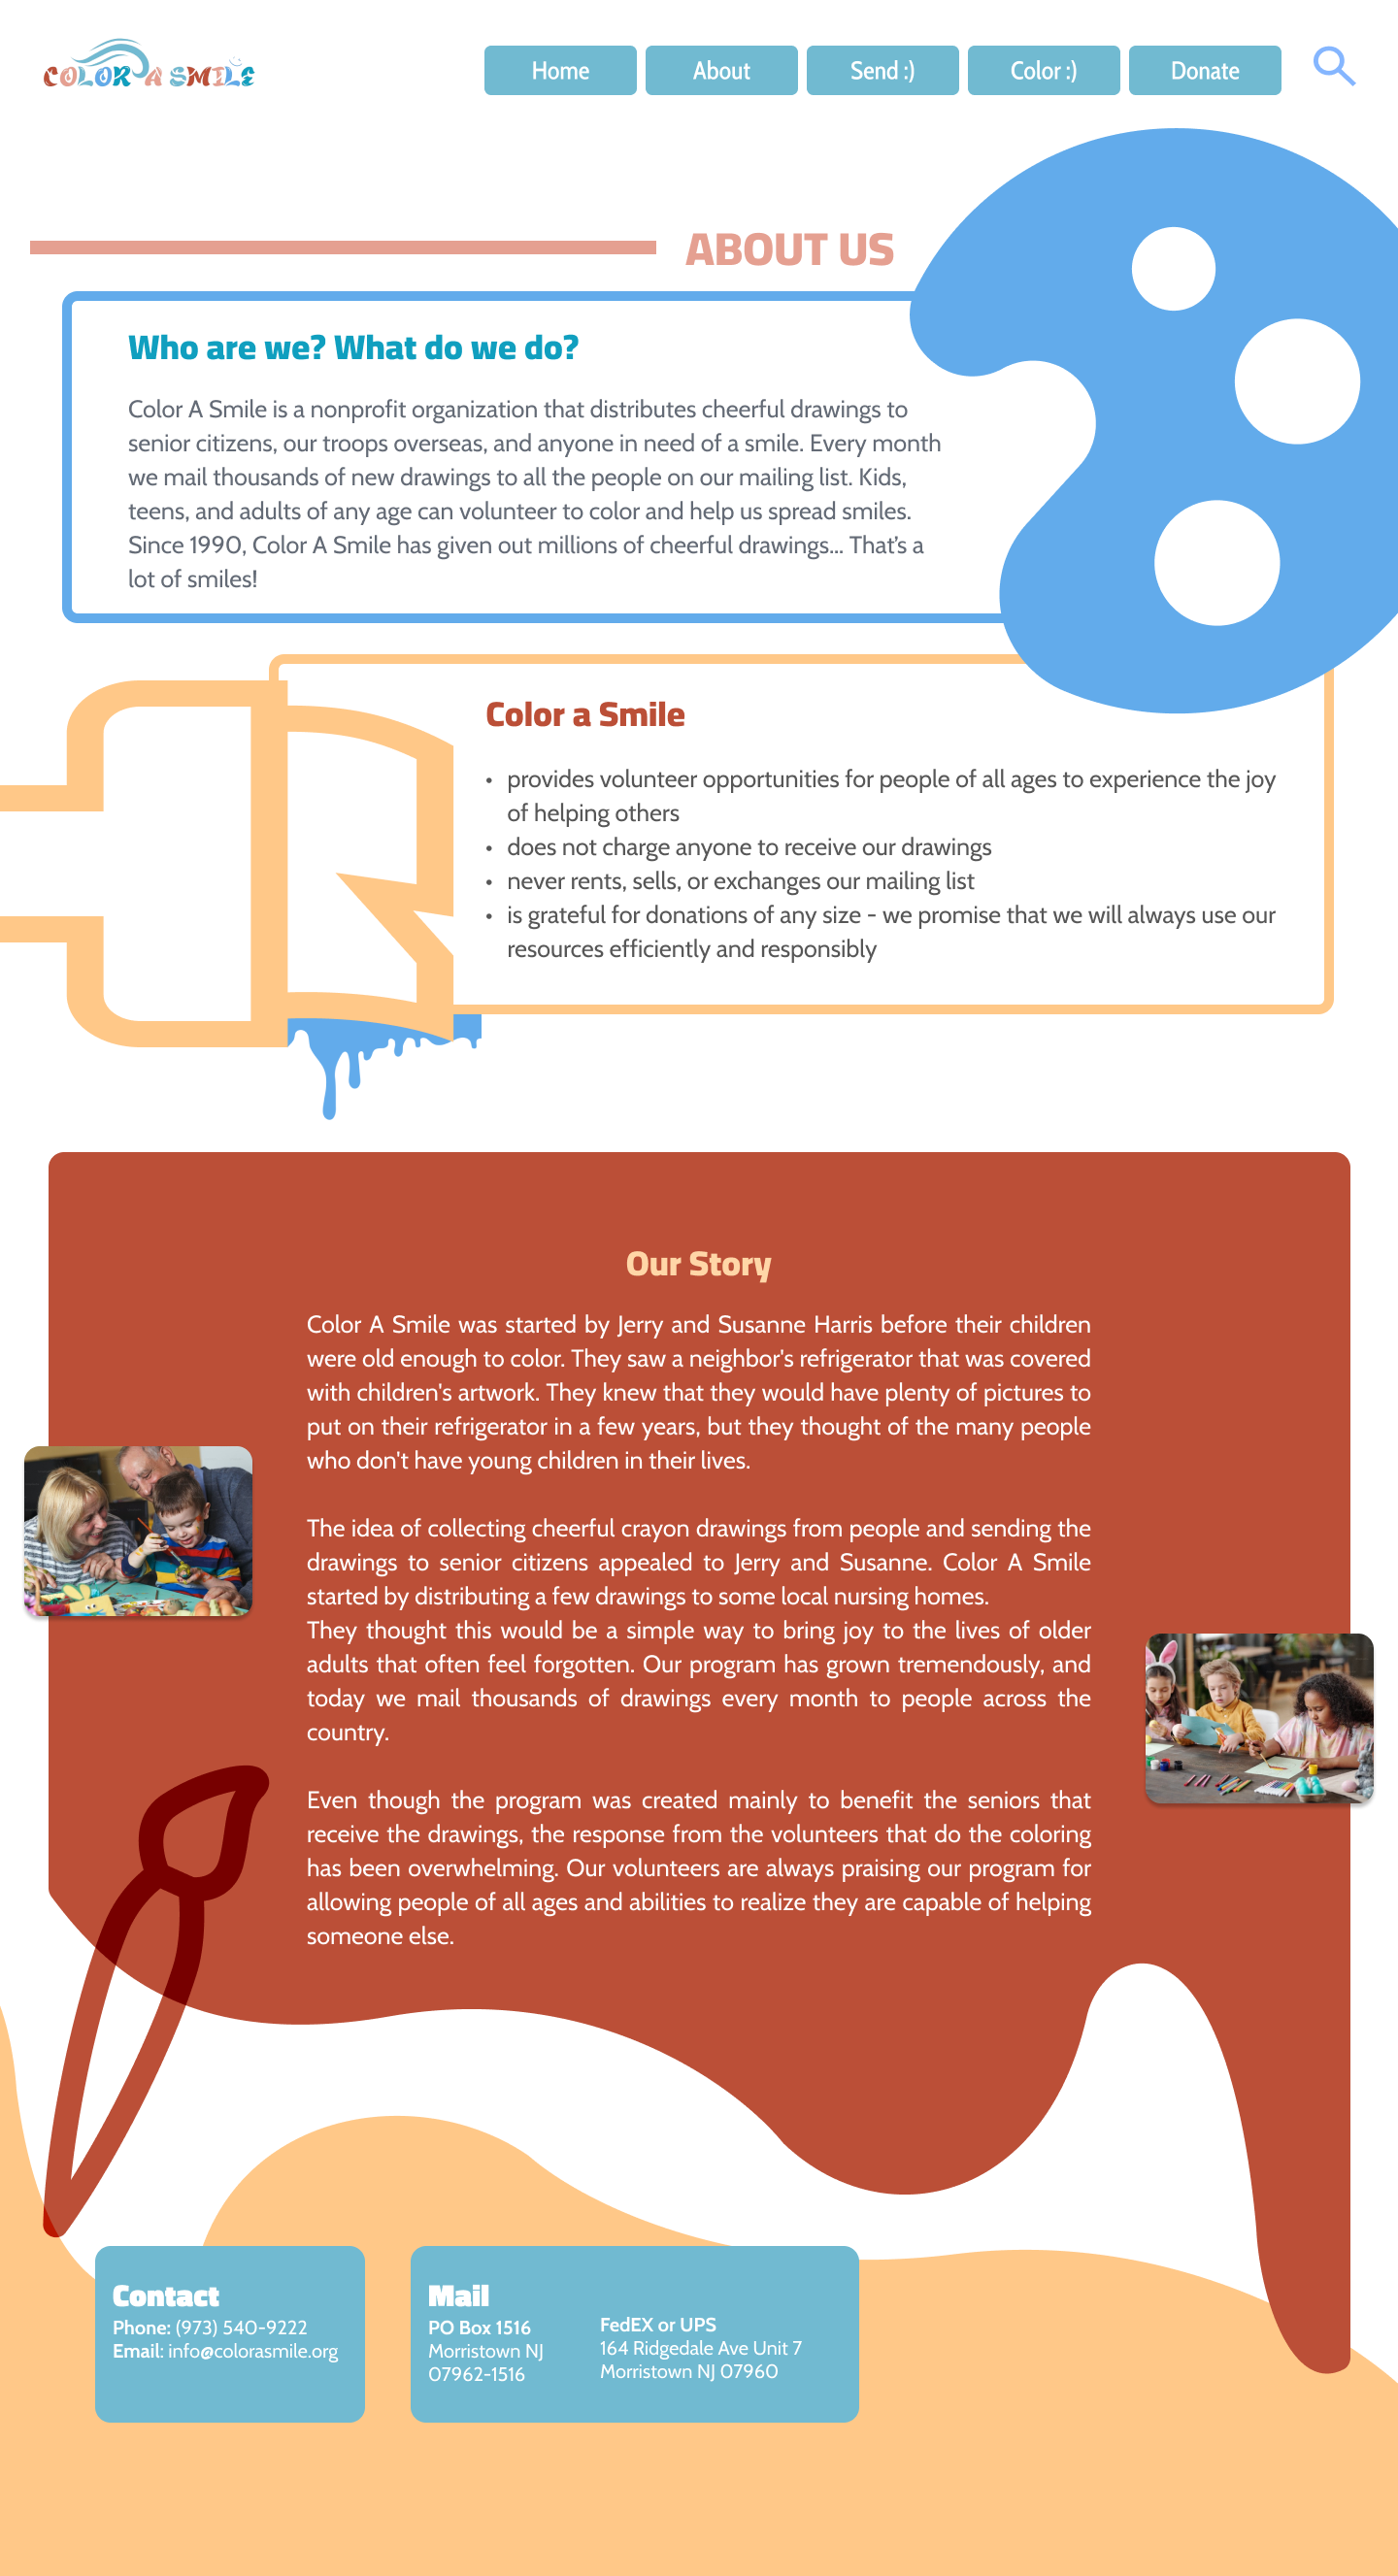 COLOR A SMILE
Home
About
Send :)
Color :)
Donate
ABOUT US
Who are we? What do we do?
Color A Smile is a nonprofit organization that distributes cheerful drawings to
senior citizens, our troops overseas, and anyone in need of a smile. Every month
we mail thousands of new drawings to all the people on our mailing list. Kids,
teens, and adults of any age can volunteer to color and help us spread smiles.
Since 1990, Color A Smile has given out millions of cheerful drawings... That's a
lot of smiles!
Color a Smile
• provides volunteer opportunities for people of all ages to experience the joy
of helping others
• does not charge anyone to receive our drawings
• never rents, sells, or exchanges our mailing list
• is grateful for donations of any size - we promise that we will always use our
resources efficiently and responsibly
Our Story
Color A Smile was started by Jerry and Susanne Harris before their children
were old enough to color. They saw a neighbor's refrigerator that was covered
with children's artwork. They knew that they would have plenty of pictures to
put on their refrigerator in a few years, but they thought of the many people
who don't have young children in their lives.
The idea of collecting cheerful crayon drawings from people and sending the
drawings to senior citizens appealed to Jerry and Susanne. Color A Smile
started by distributing a few drawings to some local nursing homes.
They thought this would be a simple way to bring joy to the lives of older
adults that often feel forgotten. Our program has grown tremendously, and
today we mail thousands of drawings every month to people across the
country.
Even though the program was created mainly to benefit the seniors that
receive the drawings, the response from the volunteers that do the coloring
has been overwhelming. Our volunteers are always praising our program for
allowing people of all ages and abilities to realize they are capable of helping
someone else.
Contact
Phone: (973) 540-9222
Email: info@colorasmile.org
Mail
PO Box 1516
Morristown NJ
07962-1516
FedEX or UPS
164 Ridgedale Ave Unit 7
Morristown NJ 07960